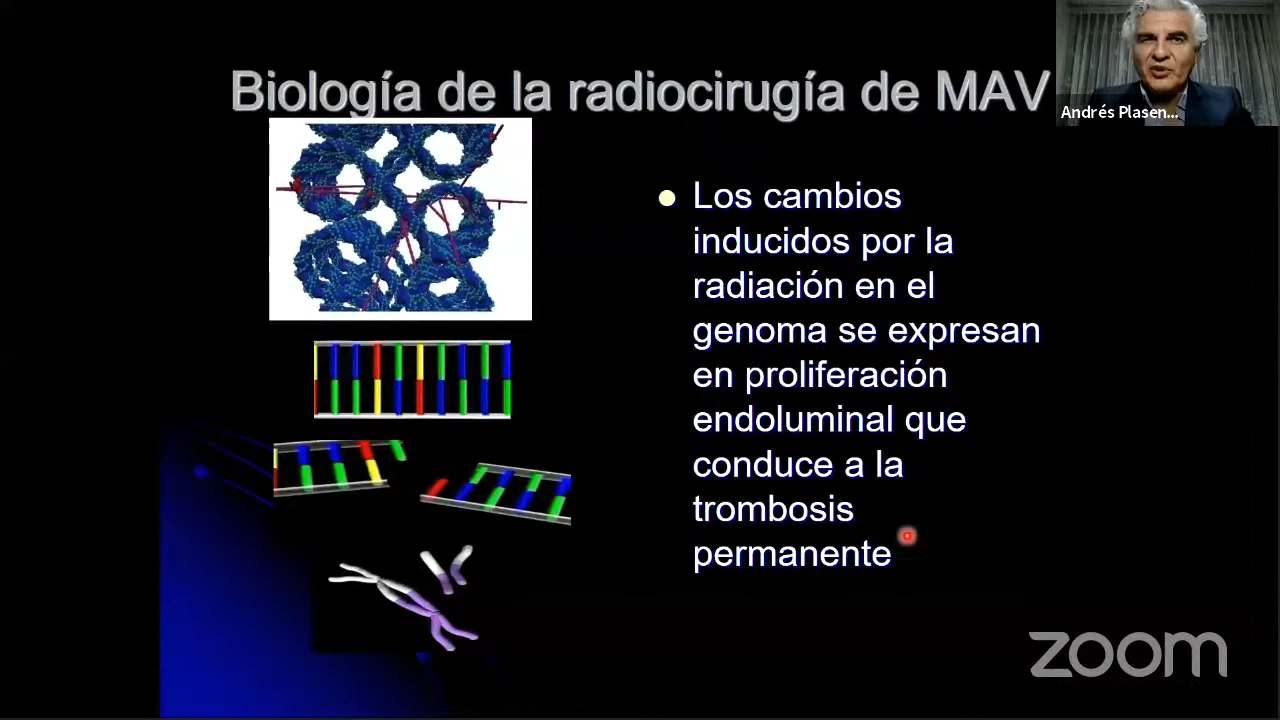 Biología de la radiocirugía de MAV
Andrés Plasen...
Los cambios
inducidos por la
radiación en el
genoma se expresan
en proliferación
endoluminal que
conduce a la
trombosis
permanente
zoom